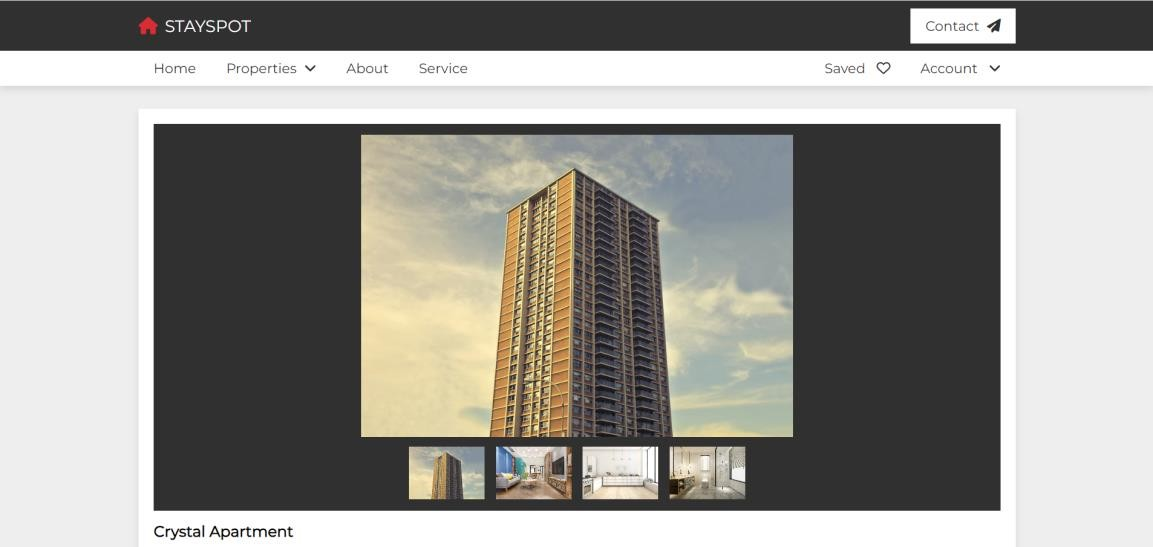 STAYSPOT
Contact
Home Properties About Service Saved Account
Crystal Apartment